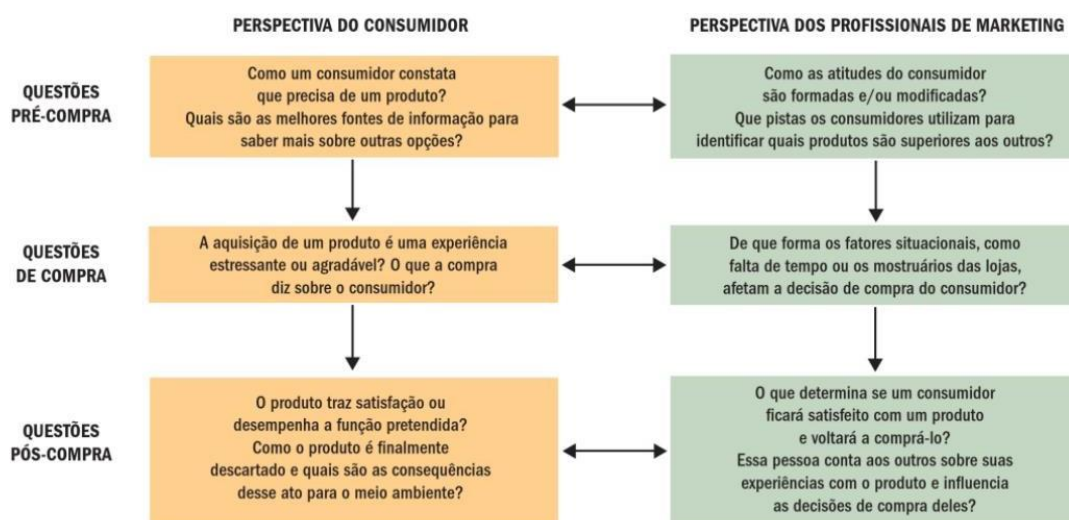 PERSPECTIVA DO CONSUMIDOR
PERSPECTIVA DOS PROFISSIONAIS DE MARKETING
QUESTÕES
PRÉ-COMPRA
Como um consumidor constata
que precisa de um produto?
Quais são as melhores fontes de informação para
saber mais sobre outras opções?
Como as atitudes do consumidor
são formadas e/ou modificadas?
Que pistas os consumidores utilizam para
identificar quais produtos são superiores aos outros?
QUESTÕES
DE COMPRA
A aquisição de um produto é uma experiência
estressante ou agradável? O que a compra
diz sobre o consumidor?
De que forma os fatores situacionais, como
falta de tempo ou os mostruários das lojas,
afetam a decisão de compra do consumidor?
QUESTÕES
PÓS-COMPRA
O produto traz satisfação ou
desempenha a função pretendida?
Como o produto é finalmente
descartado e quais são as consequências
desse ato para o meio ambiente?
O que determina se um consumidor
ficará satisfeito com um produto
e voltará a comprá-lo?
Essa pessoa conta aos outros sobre suas
experiências com o produto e influencia
as decisões de compra deles?